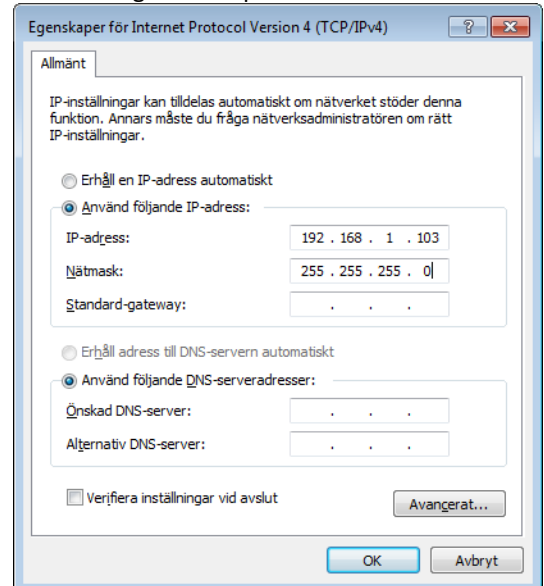 Egenskaper för Internet Protocol Version 4 (TCP/IPv4)
Allmänt
IP-inställningar kan tilldelas automatiskt om nätverket stöder denna
funktion. Annars måste du fråga nätverksadministratören om rätt
IP-inställningar.
Erhåll en IP-adress automatiskt
Använd följande IP-adress:
IP-adress: 192 . 168 . 1 . 103
Nätmask: 255 . 255 . 255 . 0
Standard-gateway: . . .
Erhåll adress till DNS-servern automatiskt
Använd följande DNS-serveradresser:
Önskad DNS-server: . . .
Alternativ DNS-server: . . .
Verifiera inställningar vid avslut
Avancerat...
OK Avbryt